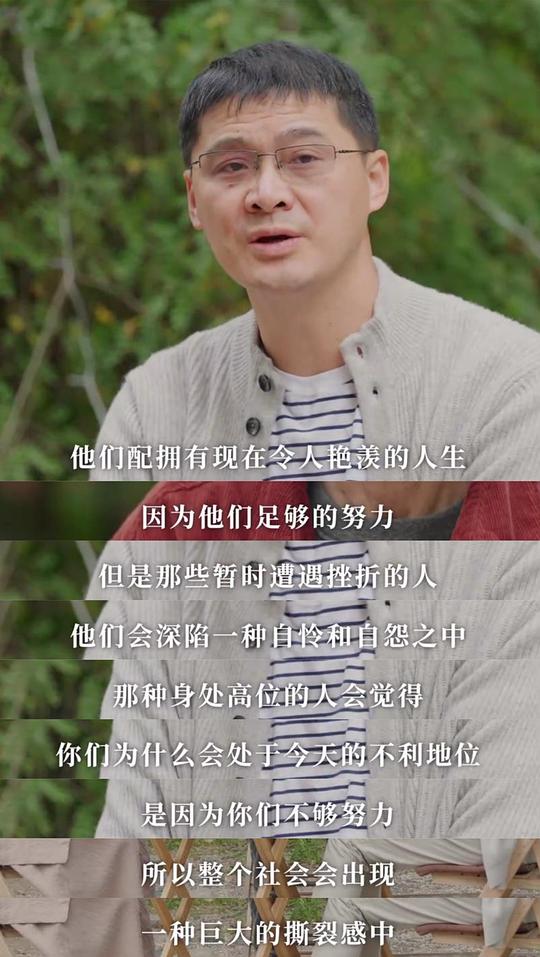 他们配拥有现在令人艳羡的人生
因为他们足够的努力
但是那些暂时遭遇挫折的人
他们会深陷一种自怜和自怨之中
那种身处高位的人会觉得
你们为什么会处于今天的不利地位
是因为你们不够努力
所以整个社会会出现
一种巨大的撕裂感中